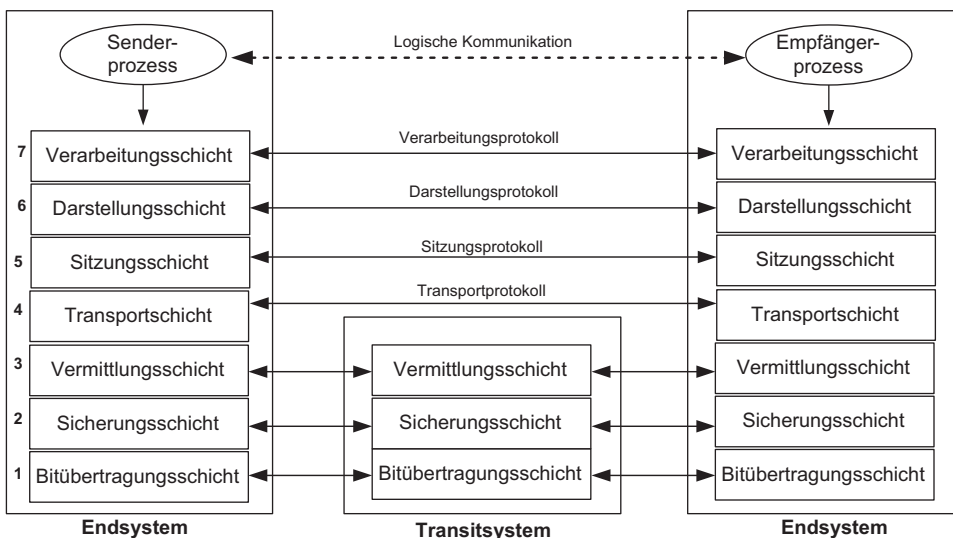 Sender-
prozess
Logische Kommunikation
Empfänger-
prozess
7
Verarbeitungsschicht
Verarbeitungsprotokoll
Verarbeitungsschicht
6
Darstellungsschicht
Darstellungsprotokoll
Darstellungsschicht
5
Sitzungsschicht
Sitzungsprotokoll
Sitzungsschicht
4
Transportschicht
Transportprotokoll
Transportschicht
3
Vermittlungsschicht
Vermittlungsschicht
Vermittlungsschicht
2
Sicherungsschicht
Sicherungsschicht
Sicherungsschicht
1
Bitübertragungsschicht
Bitübertragungsschicht
Bitübertragungsschicht
Endsystem
Transitsystem
Endsystem